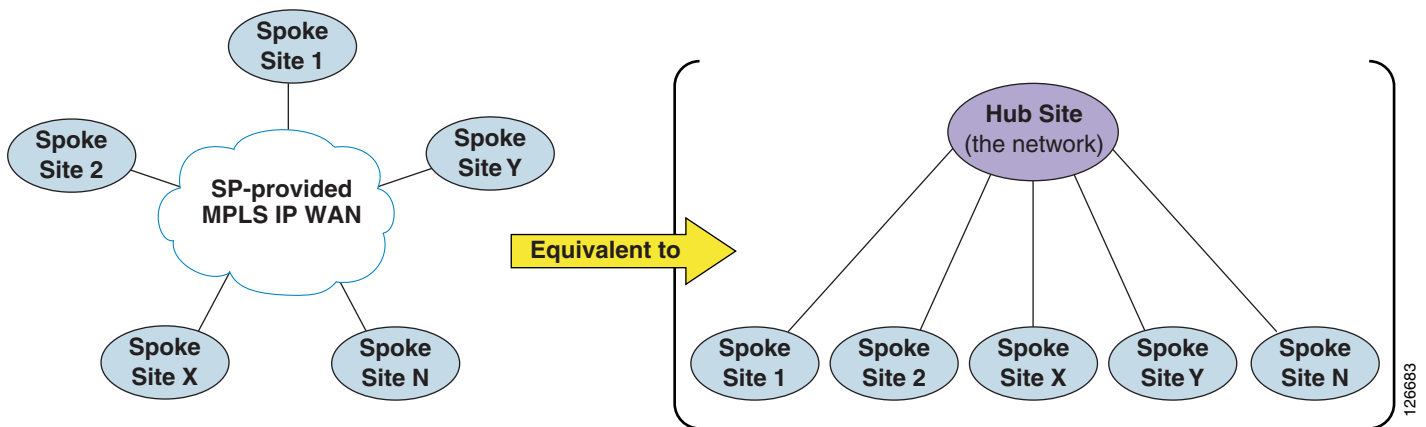 Spoke
Site 1
Spoke
Site 2
Spoke
Site Y
SP-provided
MPLS IP WAN
Spoke
Site X
Spoke
Site N
Equivalent to
Hub Site
(the network)
Spoke
Site 1
Spoke
Site 2
Spoke
Site X
Spoke
Site Y
Spoke
Site N
126683